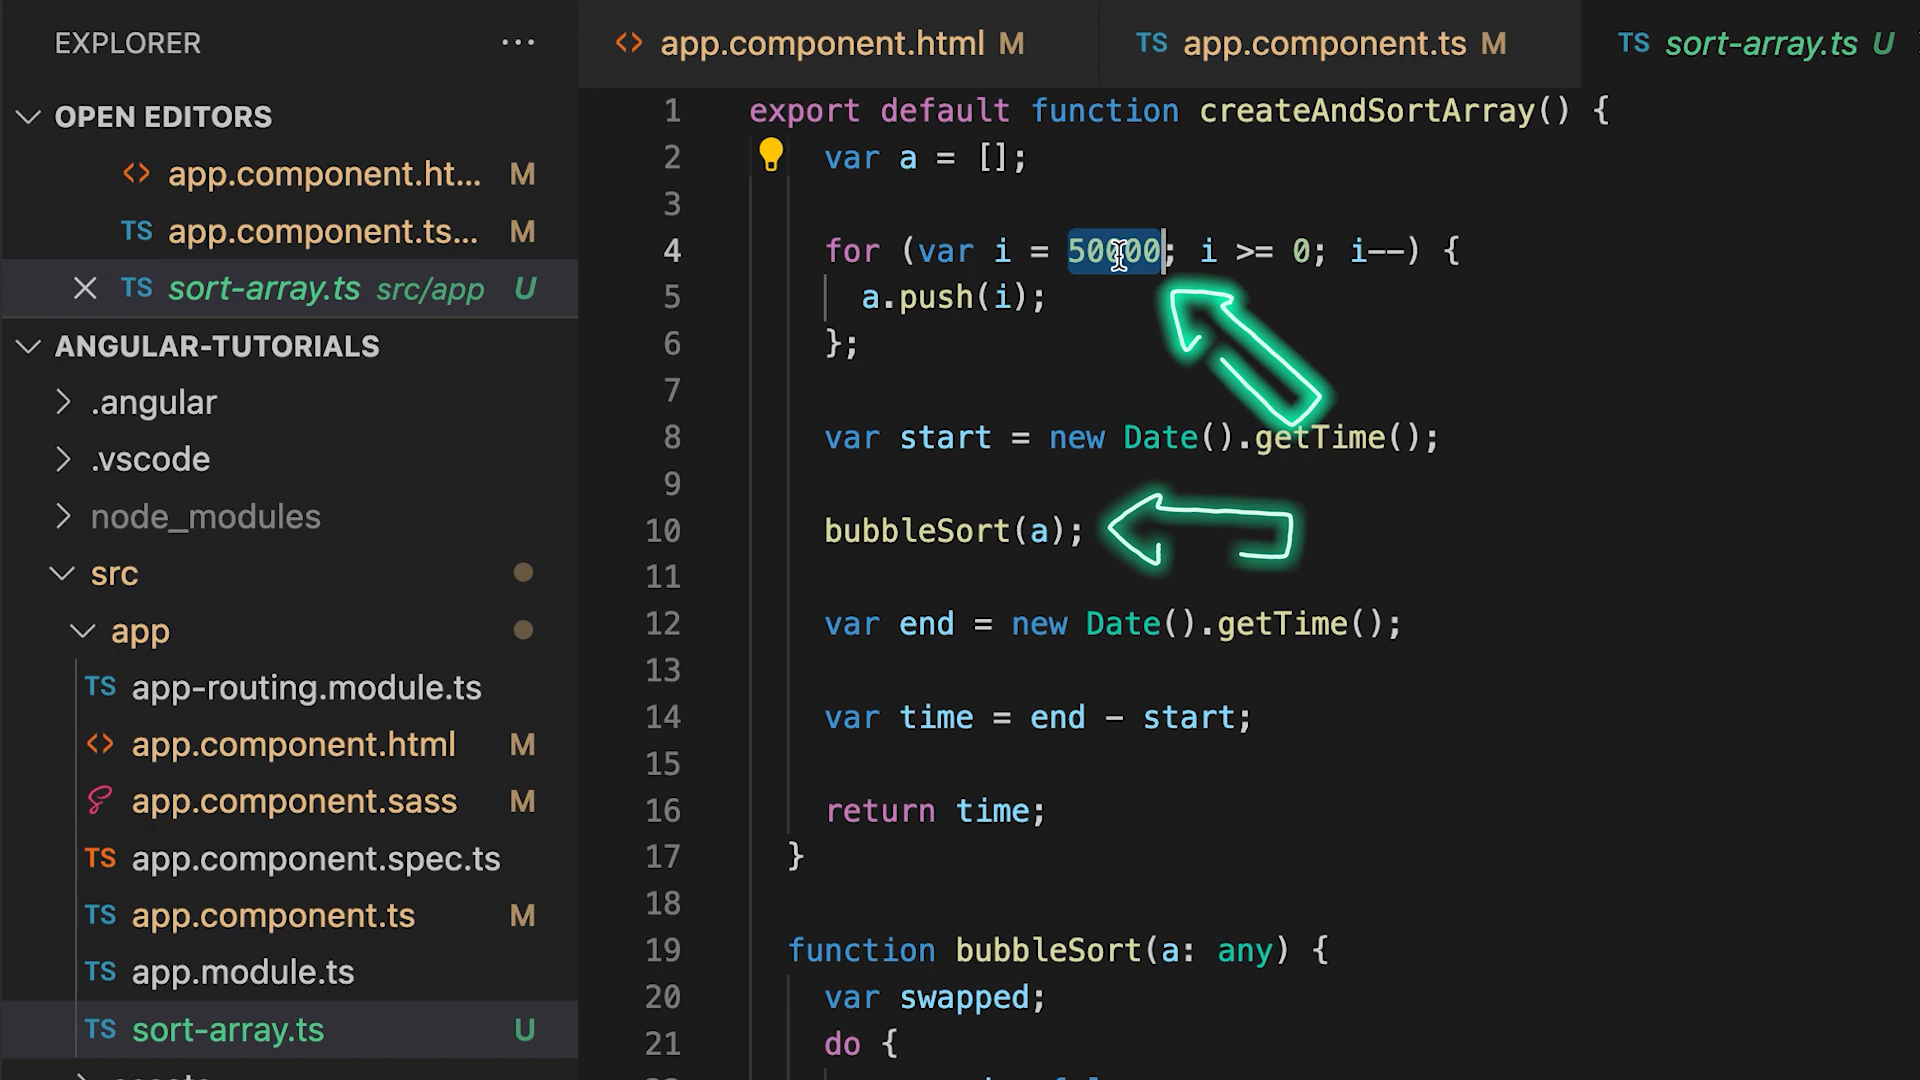 EXPLORER ...
OPEN EDITORS
<> app.component.ht... M
TS app.component.ts... M
TS sort-array.ts src/app U
ANGULAR-TUTORIALS
.angular
.vscode
node_modules
src
app
TS app-routing.module.ts
<> app.component.html M
app.component.sass M
TS app.component.spec.ts
TS app.component.ts M
TS app.module.ts
TS sort-array.ts U
<> app.component.html M
TS app.component.ts M
TS sort-array.ts U
1 export default function createAndSortArray() {
2 var a = [];
3
4 for (var i = 50000; i >= 0; i--) {
5 a.push(i);
6 };
7
8 var start = new Date().getTime();
9
10 bubbleSort(a);
11
12 var end = new Date().getTime();
13
14 var time = end - start;
15
16 return time;
17 }
18
19 function bubbleSort(a: any) {
20 var swapped;
21 do {